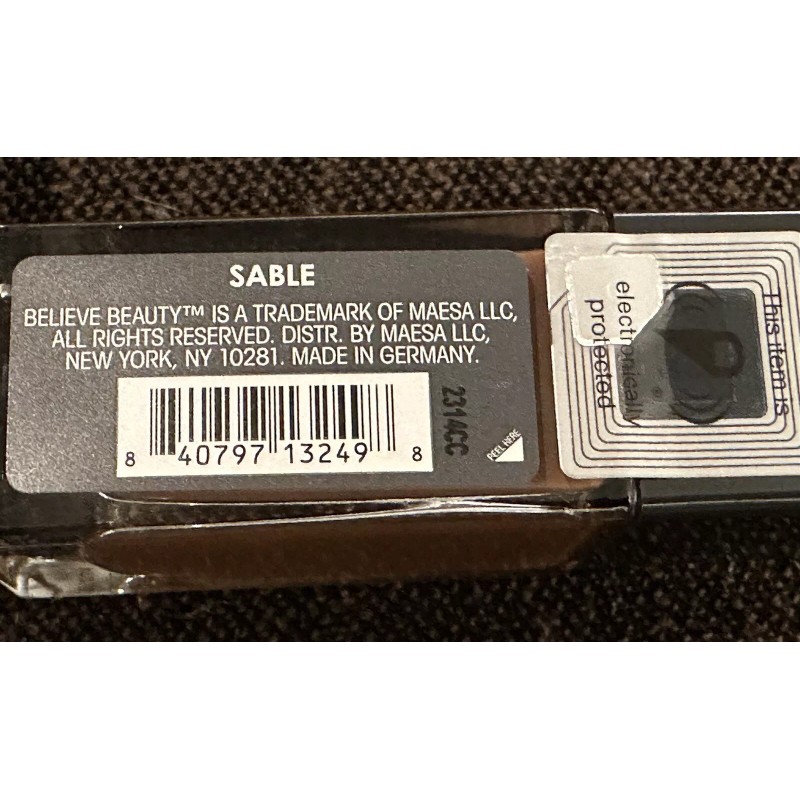 SABLE
BELIEVE BEAUTY™ IS A TRADEMARK OF MAESA LLC,
ALL RIGHTS RESERVED. DISTR. BY MAESA LLC,
NEW YORK, NY 10281. MADE IN GERMANY.
8 40797 13249 8
2314CC
PEEL HERE
This item is
electronically
protected
®